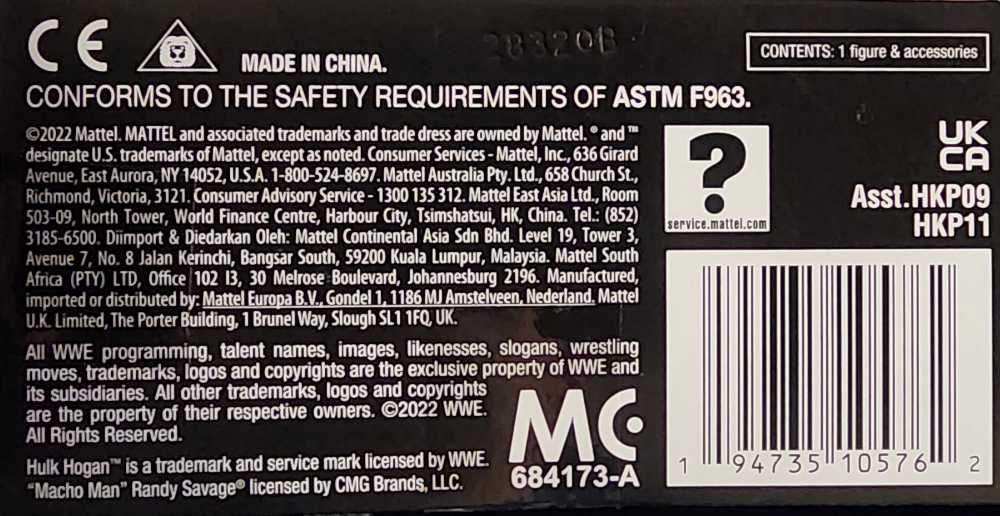 CE
MADE IN CHINA.
28320B
CONTENTS: 1 figure & accessories
CONFORMS TO THE SAFETY REQUIREMENTS OF ASTM F963.
©2022 Mattel. MATTEL and associated trademarks and trade dress are owned by Mattel. ® and ™
designate U.S. trademarks of Mattel, except as noted. Consumer Services - Mattel, Inc., 636 Girard
Avenue, East Aurora, NY 14052, U.S.A. 1-800-524-8697. Mattel Australia Pty. Ltd., 658 Church St.,
Richmond, Victoria, 3121. Consumer Advisory Service - 1300 135 312. Mattel East Asia Ltd., Room
503-09, North Tower, World Finance Centre, Harbour City, Tsimshatsui, HK, China. Tel.: (852)
3185-6500. Diimport & Diedarkan Oleh: Mattel Continental Asia Sdn Bhd. Level 19, Tower 3,
Avenue 7, No. 8 Jalan Kerinchi, Bangsar South, 59200 Kuala Lumpur, Malaysia. Mattel South
Africa (PTY) LTD, Office 102 I3, 30 Melrose Boulevard, Johannesburg 2196. Manufactured,
imported or distributed by: Mattel Europa B.V., Gondel 1, 1186 MJ Amstelveen, Nederland. Mattel
U.K. Limited, The Porter Building, 1 Brunel Way, Slough SL1 1FQ, UK.
?
service.mattel.com
UK
CA
Asst.HKP09
HKP11
All WWE programming, talent names, images, likenesses, slogans, wrestling
moves, trademarks, logos and copyrights are the exclusive property of WWE and
its subsidiaries. All other trademarks, logos and copyrights
are the property of their respective owners. ©2022 WWE.
All Rights Reserved.
Hulk Hogan™ is a trademark and service mark licensed by WWE.
"Macho Man" Randy Savage® licensed by CMG Brands, LLC.
MC
684173-A
1 94735 10576 2